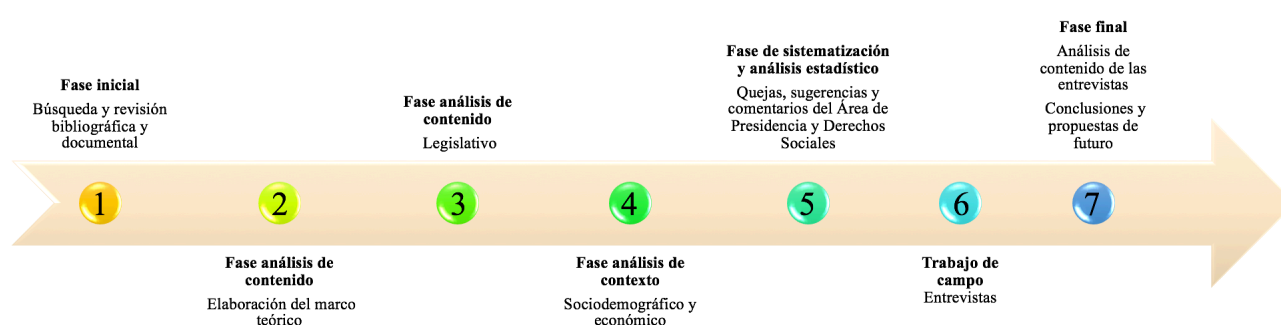 Fase inicial
Búsqueda y revisión
bibliográfica y
documental
1
2
Fase análisis de
contenido
Elaboración del marco
teórico
Fase análisis de
contenido
Legislativo
3
4
Fase análisis de
contexto
Sociodemográfico y
económico
Fase de sistematización
y análisis estadístico
Quejas, sugerencias y
comentarios del Área de
Presidencia y Derechos
Sociales
5
6
Trabajo de
campo
Entrevistas
Fase final
Análisis de
contenido de las
entrevistas
Conclusiones y
propuestas de
futuro
7